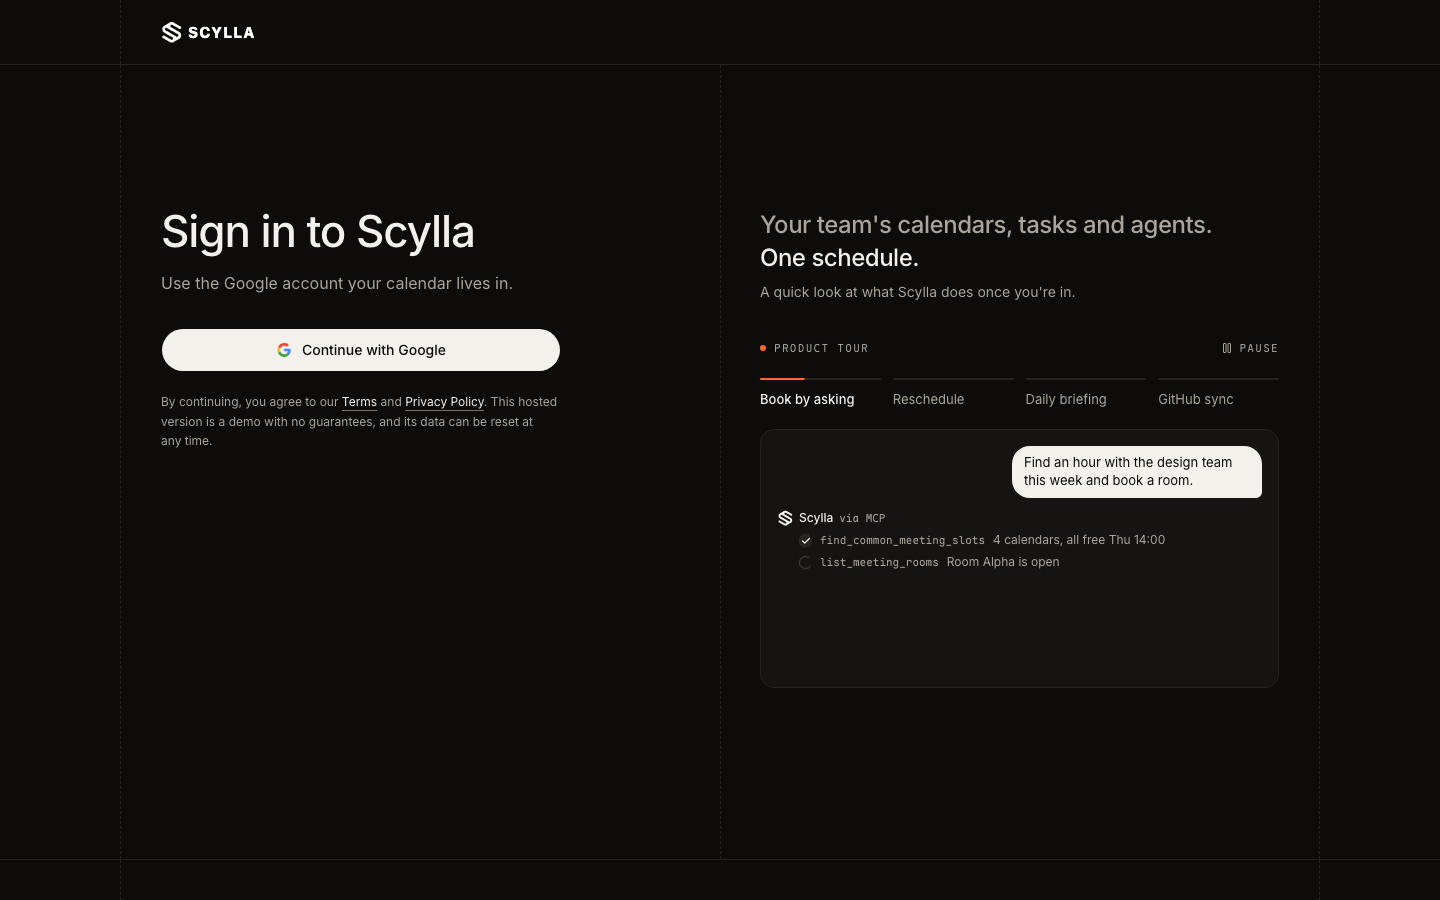 SCYLLA
Sign in to Scylla
Use the Google account your calendar lives in.
Continue with Google
By continuing, you agree to our Terms and Privacy Policy. This hosted
version is a demo with no guarantees, and its data can be reset at
any time.
Your team's calendars, tasks and agents.
One schedule.
A quick look at what Scylla does once you're in.
PRODUCT TOUR
PAUSE
Book by asking
Reschedule
Daily briefing
GitHub sync
Find an hour with the design team
this week and book a room.
Scylla via MCP
find_common_meeting_slots 4 calendars, all free Thu 14:00
list_meeting_rooms Room Alpha is open